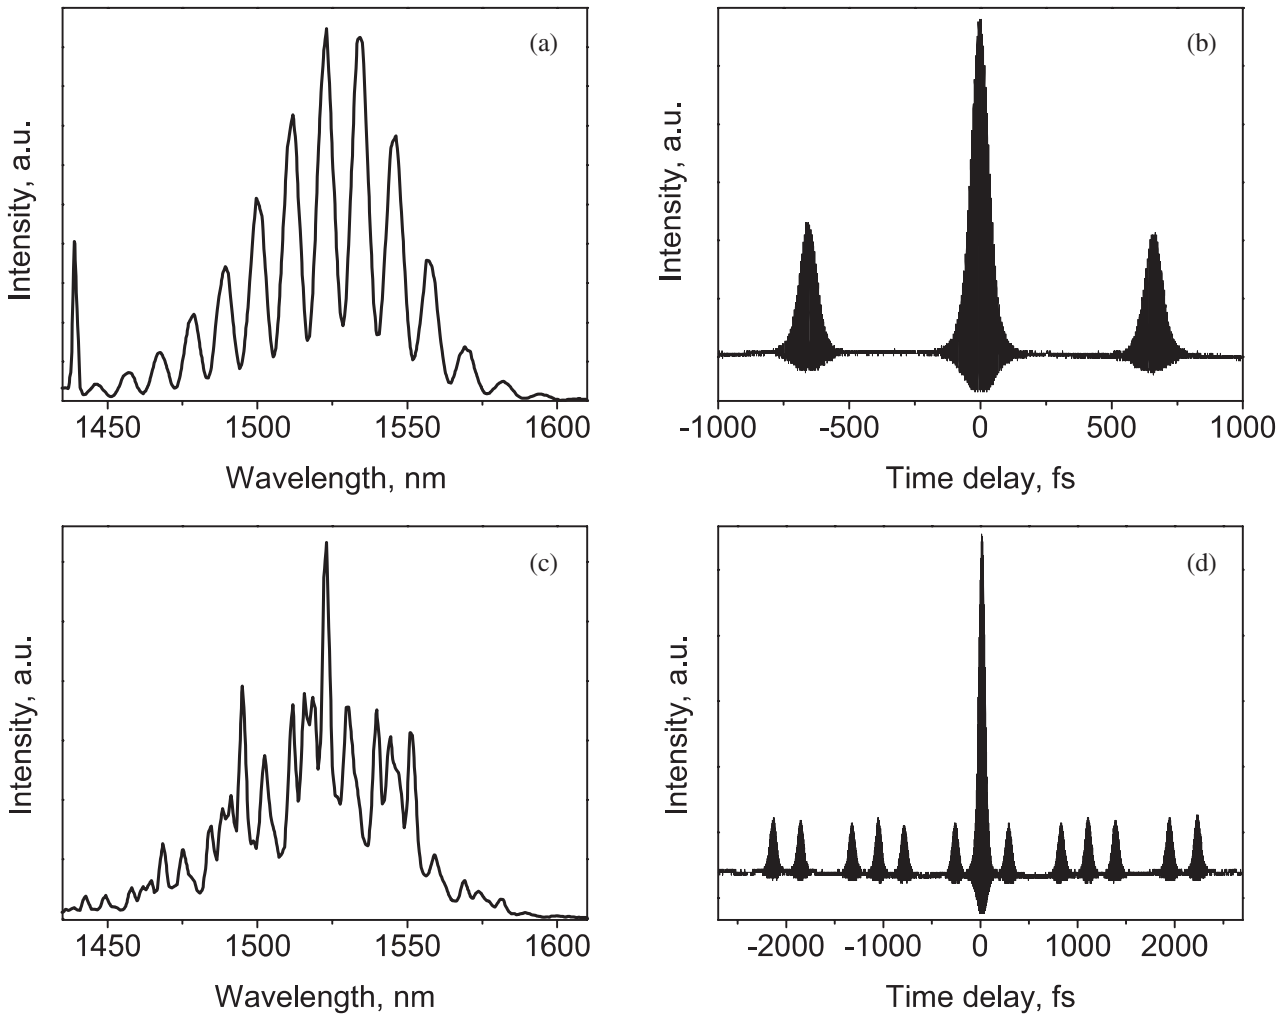 (a)
Intensity, a.u.
1450 1500 1550 1600
Wavelength, nm
(b)
Intensity, a.u.
-1000 -500 0 500 1000
Time delay, fs
(c)
Intensity, a.u.
1450 1500 1550 1600
Wavelength, nm
(d)
Intensity, a.u.
-2000 -1000 0 1000 2000
Time delay, fs